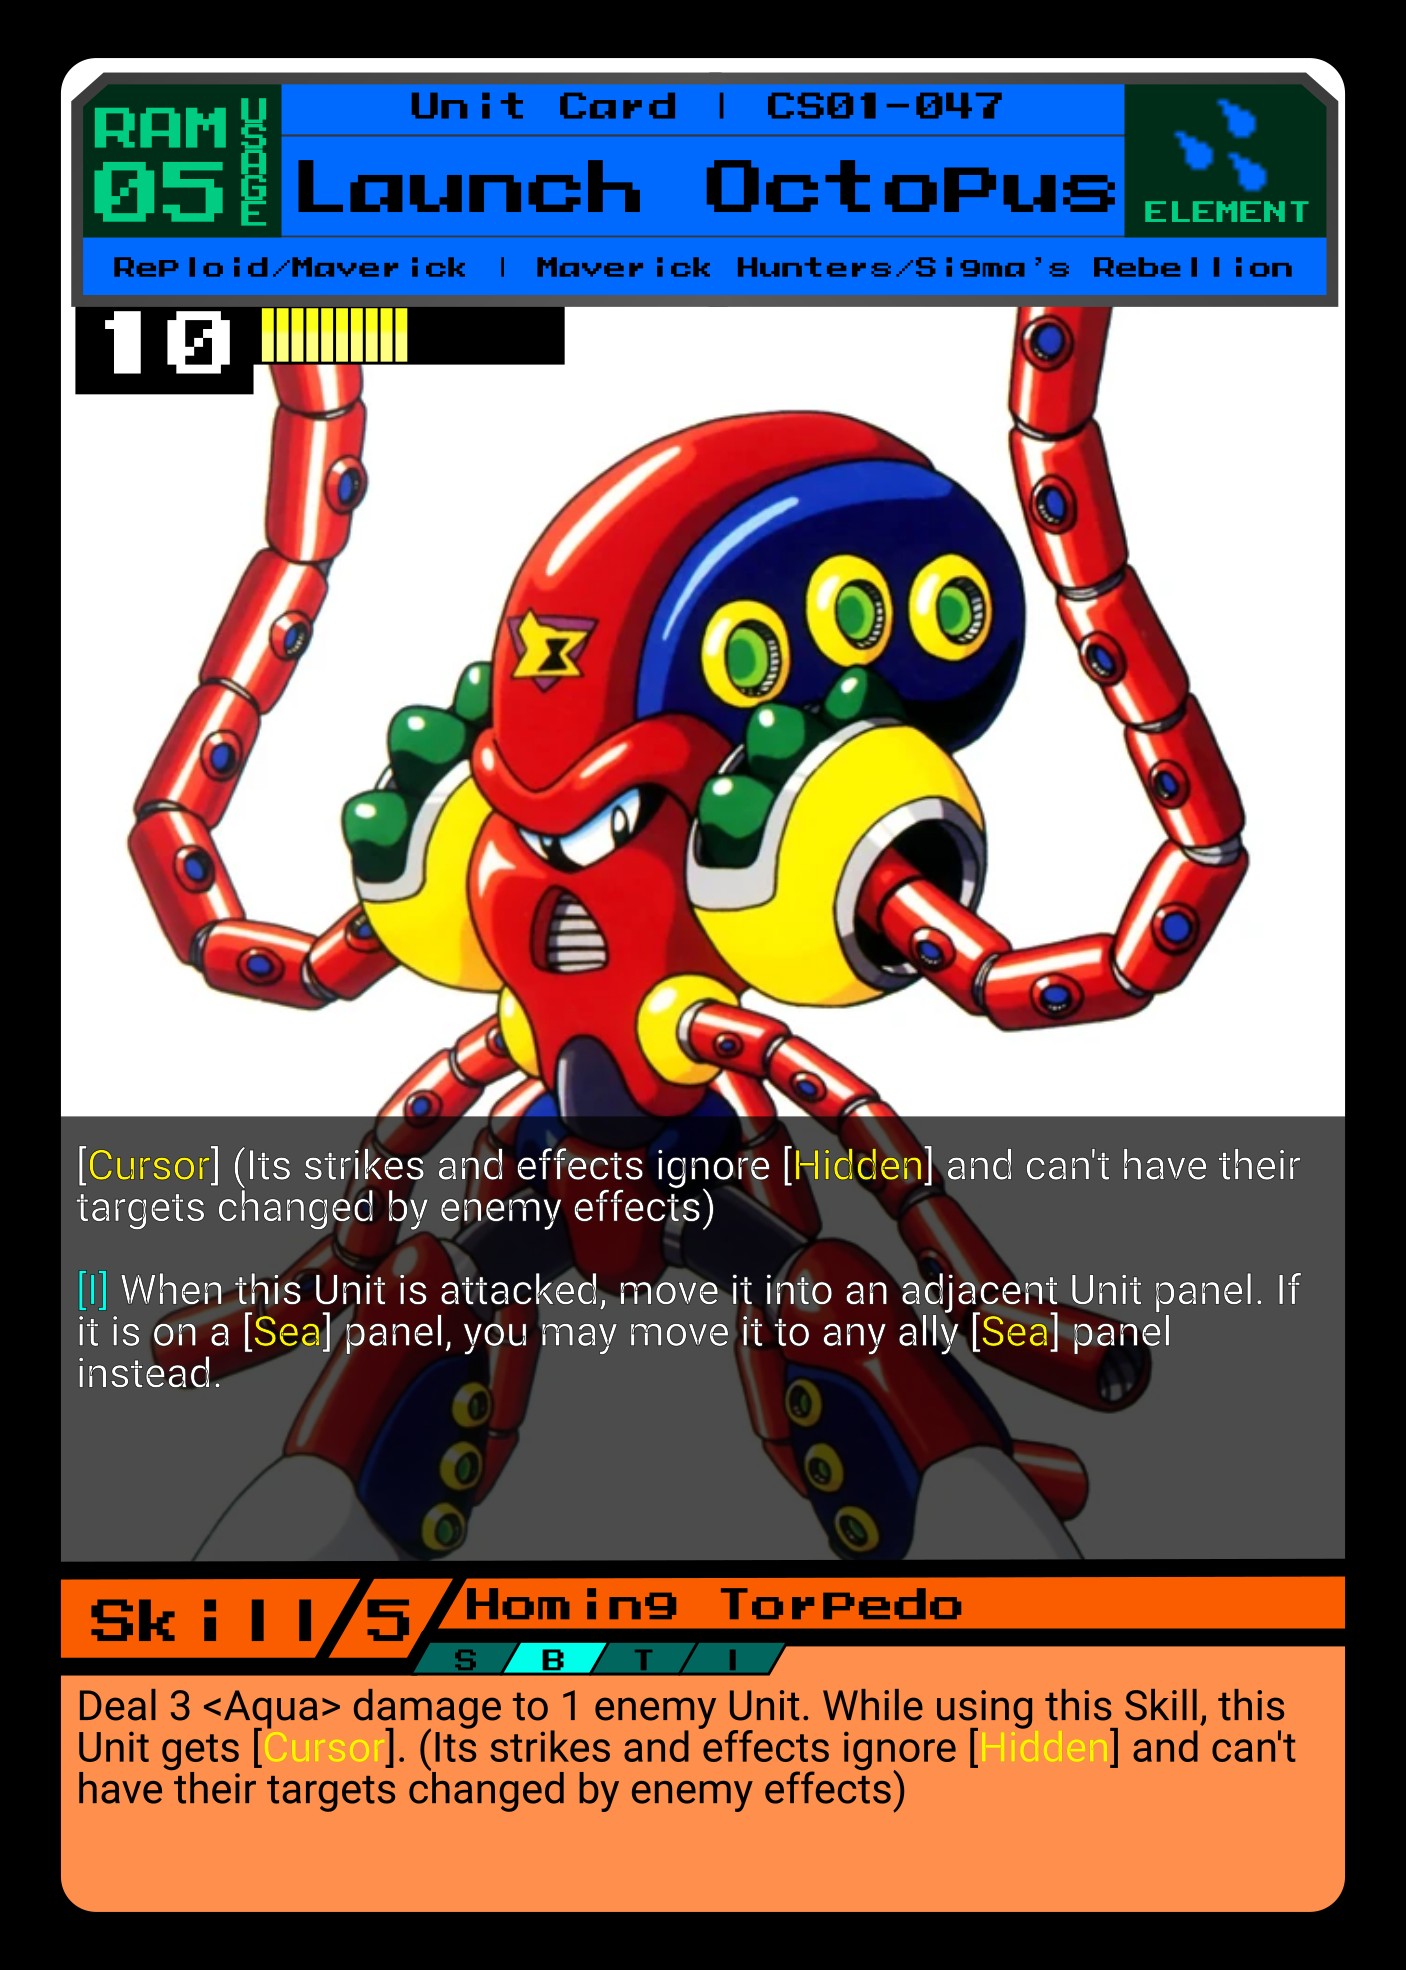 RAM USAGE
05
Unit Card | CS01-047
Launch Octopus
ELEMENT
Reploid/Maverick | Maverick Hunters/Sigma's Rebellion
10
[Cursor] (Its strikes and effects ignore [Hidden] and can't have their
targets changed by enemy effects)
[I] When this Unit is attacked, move it into an adjacent Unit panel. If
it is on a [Sea] panel, you may move it to any ally [Sea] panel
instead.
Skill/5 Homing Torpedo
S B T I
Deal 3 <Aqua> damage to 1 enemy Unit. While using this Skill, this
Unit gets [Cursor]. (Its strikes and effects ignore [Hidden] and can't
have their targets changed by enemy effects)